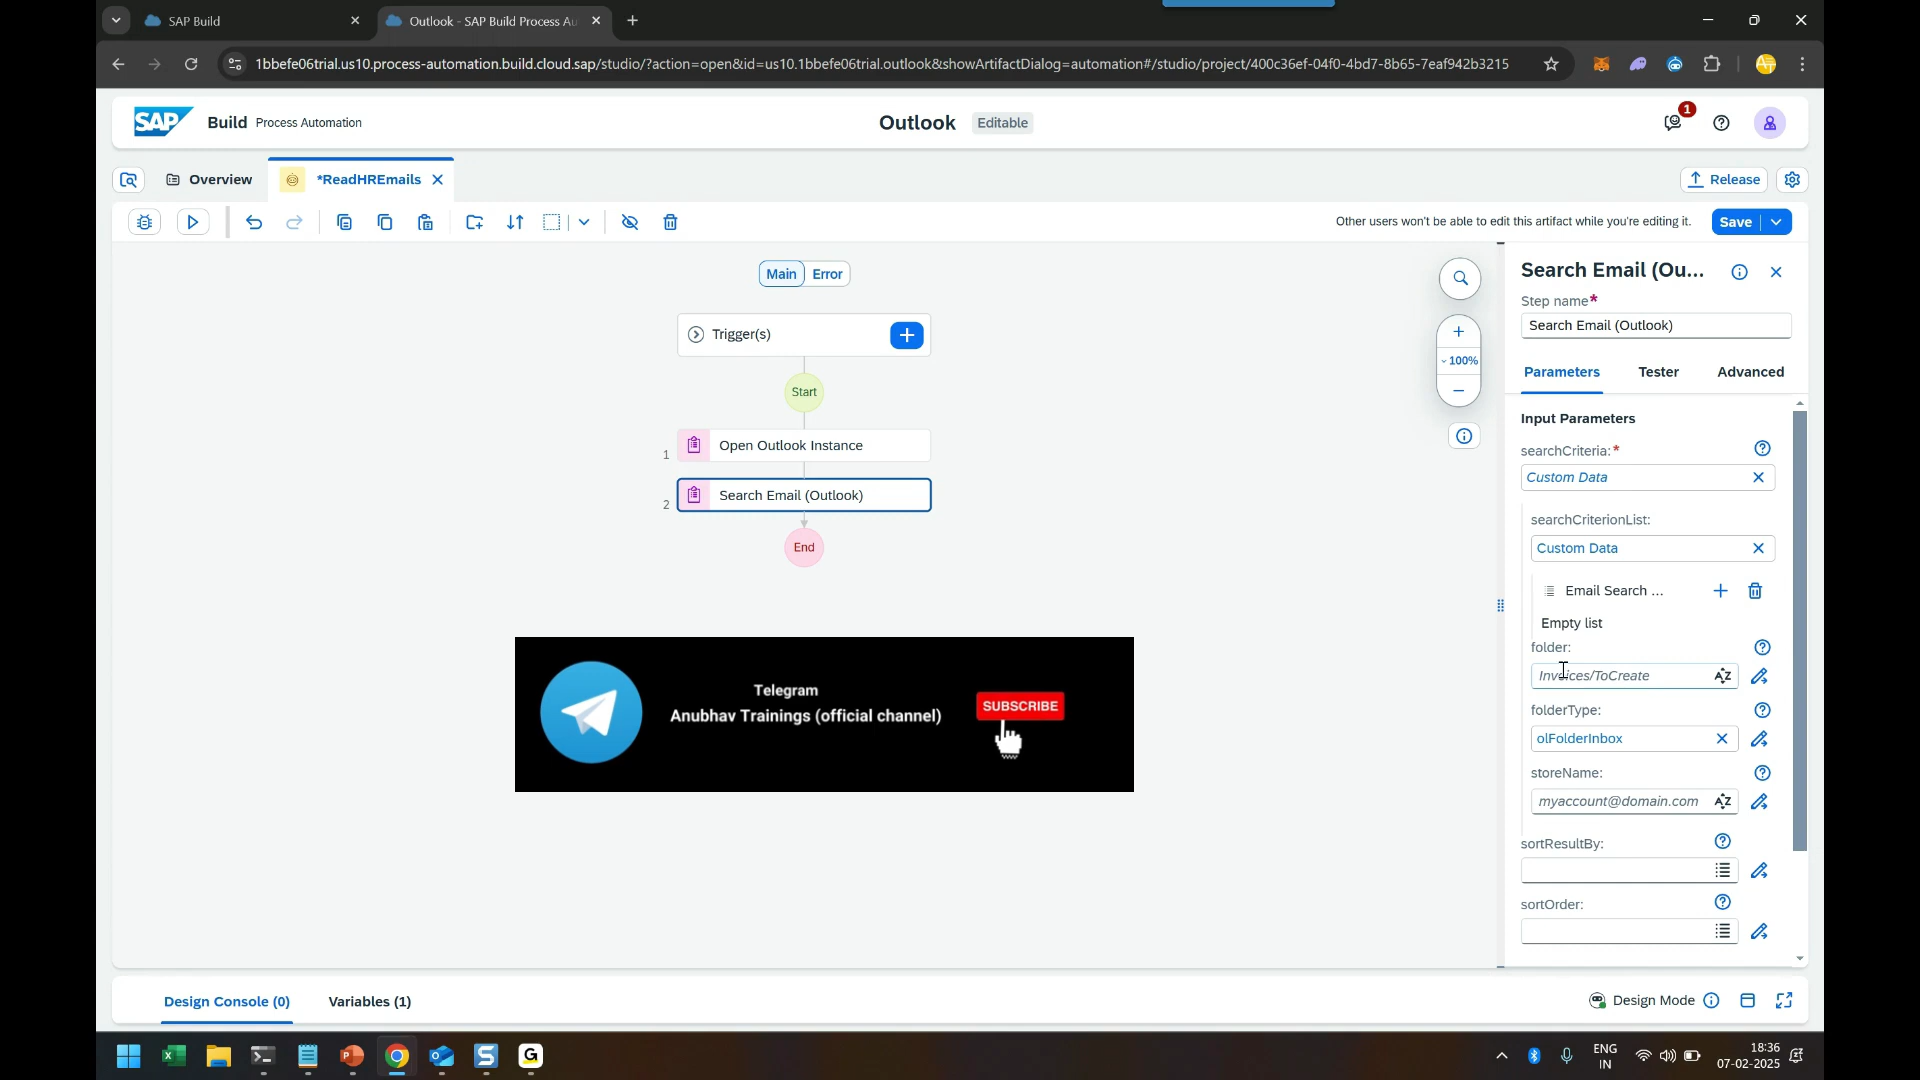 SAP Build
Outlook - SAP Build Process Au
1bbefe06trial.us10.process-automation.build.cloud.sap/studio/?action=open&id=us10.1bbefe06trial.outlook&showArtifactDialog=automation#/studio/project/400c36ef-04f0-4bd7-8b65-7eaf942b3215
SAP Build Process Automation
Outlook Editable
1
Overview
*ReadHREmails
Release
Other users won't be able to edit this artifact while you're editing it.
Save
Main Error
Trigger(s)
Start
1 Open Outlook Instance
2 Search Email (Outlook)
End
100%
Telegram
Anubhav Trainings (official channel)
SUBSCRIBE
Search Email (Ou...
Step name*
Search Email (Outlook)
Parameters Tester Advanced
Input Parameters
searchCriteria:*
Custom Data
searchCriterionList:
Custom Data
Email Search ...
Empty list
folder:
Invoices/ToCreate
folderType:
olFolderInbox
storeName:
myaccount@domain.com
sortResultBy:
sortOrder:
Design Console (0) Variables (1)
Design Mode
ENG
IN
18:36
07-02-2025